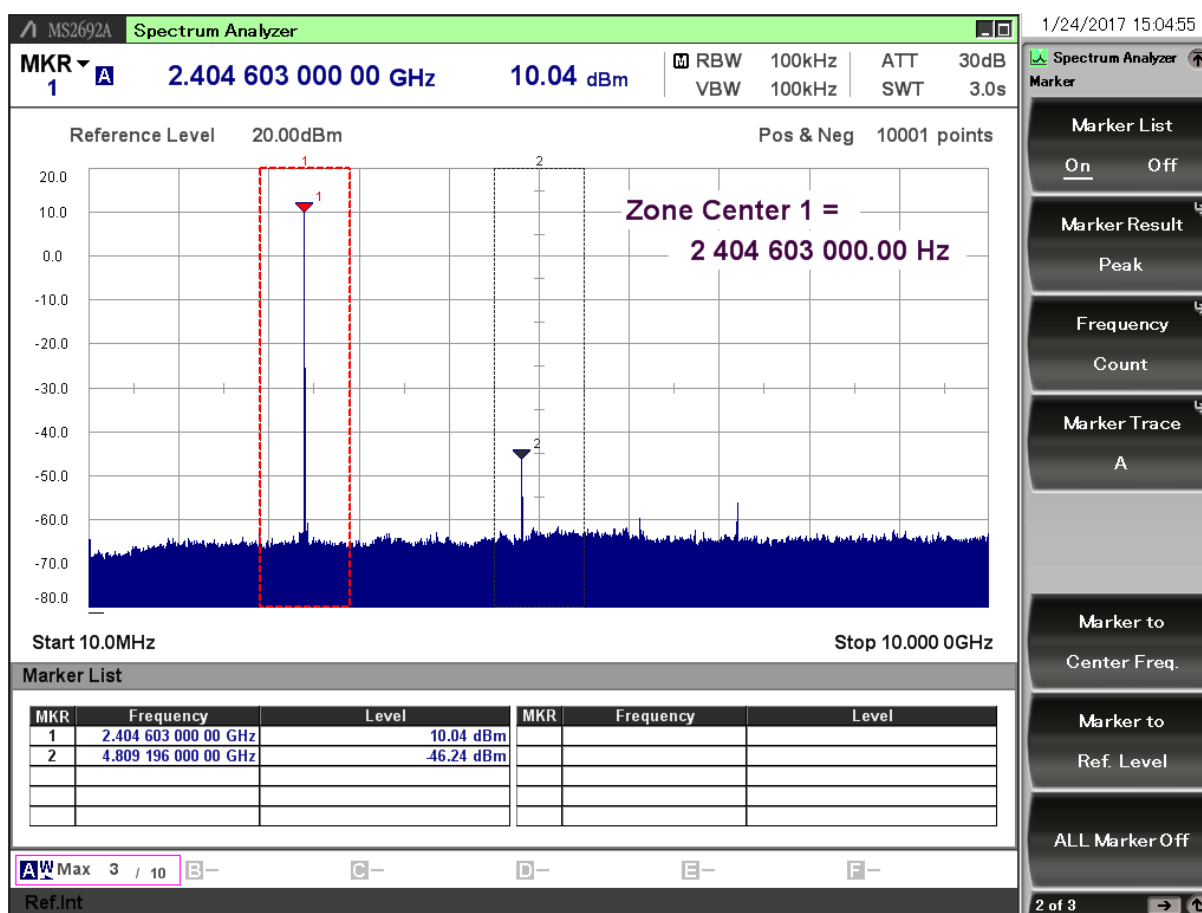 MS2692A Spectrum Analyzer
1/24/2017 15:04:55
MKR 1 A 2.404 603 000 00 GHz 10.04 dBm
M RBW 100kHz ATT 30dB
VBW 100kHz SWT 3.0s
Reference Level 20.00dBm Pos & Neg 10001 points
1 2
20.0
10.0
0.0
-10.0
-20.0
-30.0
-40.0
-50.0
-60.0
-70.0
-80.0
1
2
Zone Center 1 =
2 404 603 000.00 Hz
Start 10.0MHz Stop 10.000 0GHz
Marker List
MKR Frequency Level MKR Frequency Level
1 2.404 603 000 00 GHz 10.04 dBm
2 4.809 196 000 00 GHz -46.24 dBm
A W Max 3 / 10 B- C- D- E- F-
Ref.Int
Spectrum Analyzer
Marker
Marker List
On Off
Marker Result
Peak
Frequency
Count
Marker Trace
A
Marker to
Center Freq.
Marker to
Ref. Level
ALL Marker Off
2 of 3